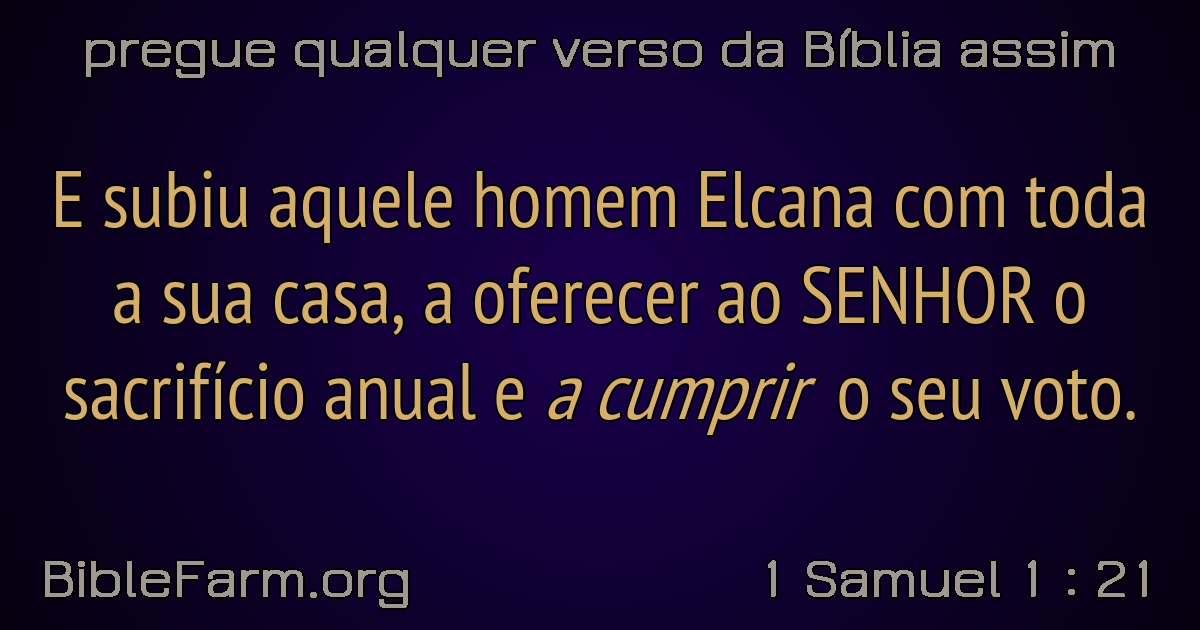 pregue qualquer verso da Bíblia assim
E subiu aquele homem Elcana com toda
a sua casa, a oferecer ao SENHOR o
sacrifício anual e a cumprir o seu voto.
BibleFarm.org
1 Samuel 1 : 21